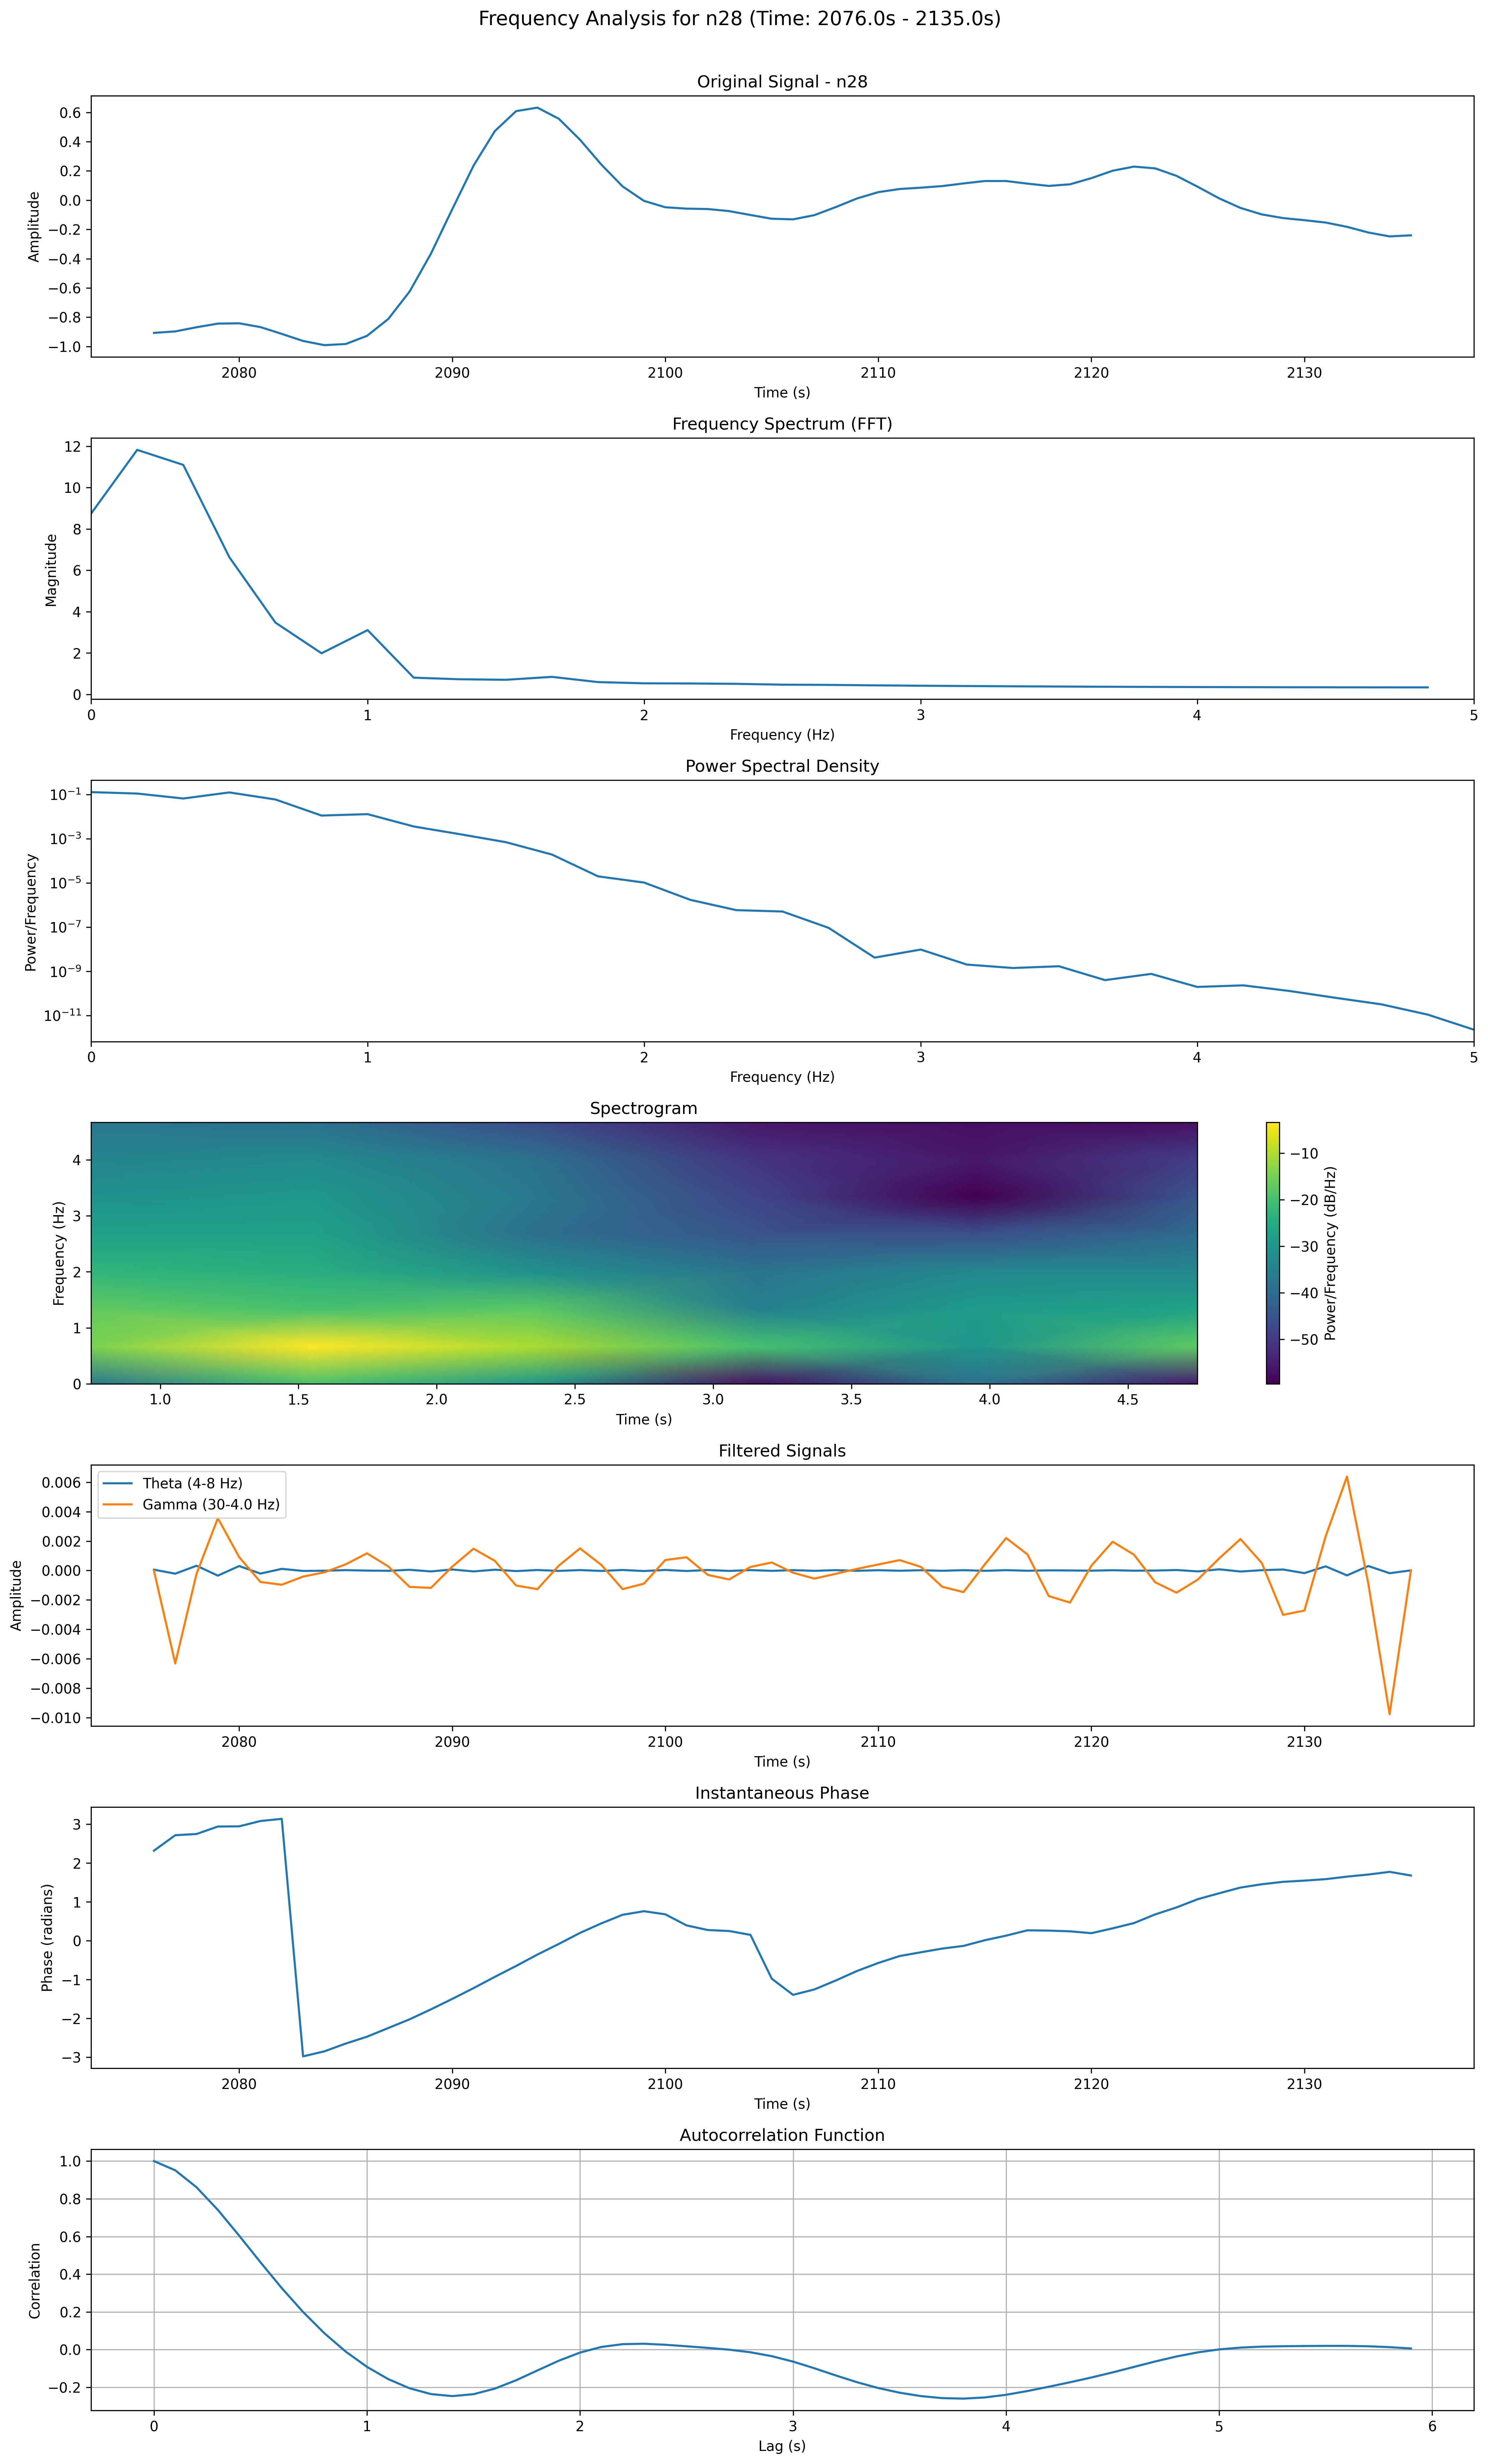 Frequency Analysis for n28 (Time: 2076.0s - 2135.0s)
Original Signal - n28
0.6
0.4
0.2
0.0
−0.2
−0.4
−0.6
−0.8
−1.0
Amplitude
2080 2090 2100 2110 2120 2130
Time (s)
Frequency Spectrum (FFT)
12
10
8
6
4
2
0
Magnitude
0 1 2 3 4 5
Frequency (Hz)
Power Spectral Density
10⁻¹
10⁻³
10⁻⁵
10⁻⁷
10⁻⁹
10⁻¹¹
Power/Frequency
0 1 2 3 4 5
Frequency (Hz)
Spectrogram
4
3
2
1
0
Frequency (Hz)
1.0 1.5 2.0 2.5 3.0 3.5 4.0 4.5
Time (s)
−10
−20
−30
−40
−50
Power/Frequency (dB/Hz)
Filtered Signals
Theta (4-8 Hz)
Gamma (30-4.0 Hz)
0.006
0.004
0.002
0.000
−0.002
−0.004
−0.006
−0.008
−0.010
Amplitude
2080 2090 2100 2110 2120 2130
Time (s)
Instantaneous Phase
3
2
1
0
−1
−2
−3
Phase (radians)
2080 2090 2100 2110 2120 2130
Time (s)
Autocorrelation Function
1.0
0.8
0.6
0.4
0.2
0.0
−0.2
Correlation
0 1 2 3 4 5 6
Lag (s)